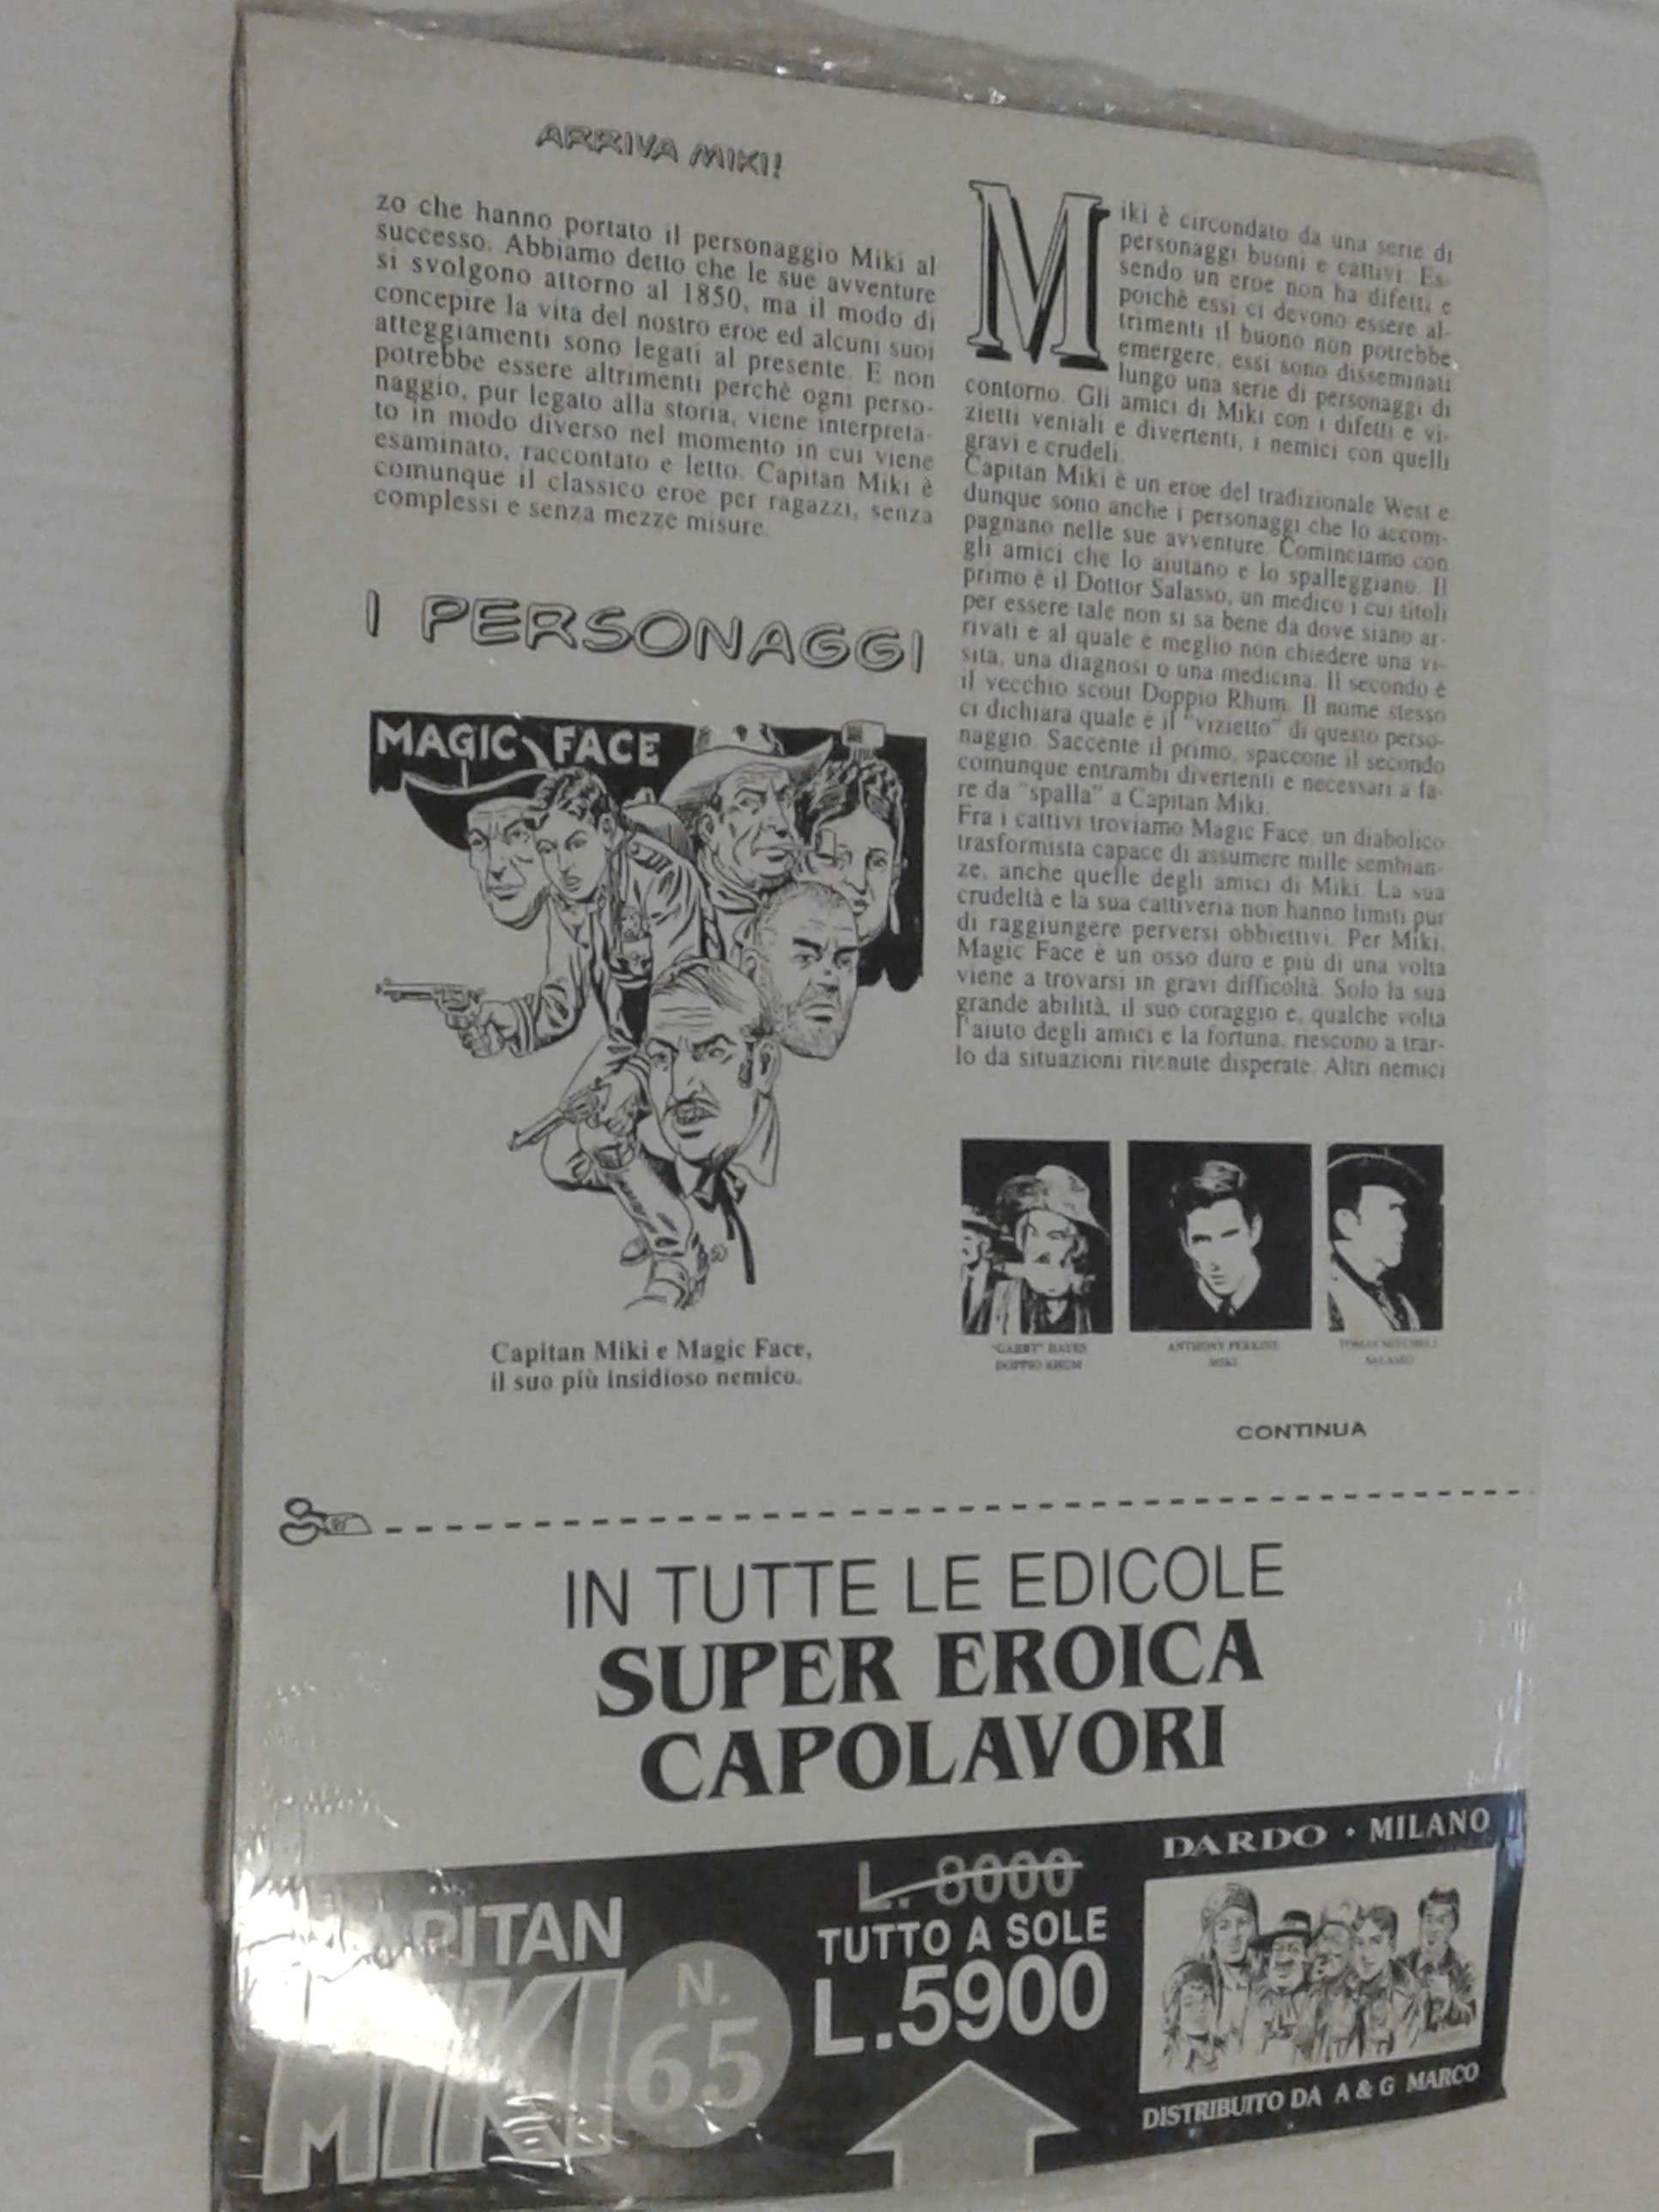 ARRIVA MIKI!
zo che hanno portato il personaggio Miki al
successo. Abbiamo detto che le sue avventure
si svolgono attorno al 1850, ma il modo di
concepire la vita del nostro eroe ed alcuni suoi
atteggiamenti sono legati al presente. E non
potrebbe essere altrimenti perchè ogni perso-
naggio, pur legato alla storia, viene interpreta-
to in modo diverso nel momento in cui viene
esaminato, raccontato e letto. Capitan Miki è
comunque il classico eroe per ragazzi, senza
complessi e senza mezze misure.
I PERSONAGGI
MAGIC FACE
Capitan Miki e Magic Face,
il suo più insidioso nemico.
Miki è circondato da una serie di
personaggi buoni e cattivi. Es-
sendo un eroe non ha difetti e
poichè essi ci devono essere al-
trimenti il buono non potrebbe
emergere, essi sono disseminati
lungo una serie di personaggi di
contorno. Gli amici di Miki con i difetti e vi-
zietti veniali e divertenti, i nemici con quelli
gravi e crudeli.
Capitan Miki è un eroe del tradizionale West e
dunque sono anche i personaggi che lo accom-
pagnano nelle sue avventure. Cominciamo con
gli amici che lo aiutano e lo spalleggiano. Il
primo è il Dottor Salasso, un medico i cui titoli
per essere tale non si sa bene da dove siano ar-
rivati e al quale è meglio non chiedere una vi-
sita, una diagnosi o una medicina. Il secondo è
il vecchio scout Doppio Rhum. Il nome stesso
ci dichiara quale è il "vizietto" di questo perso-
naggio. Saccente il primo, spaccone il secondo
comunque entrambi divertenti e necessari a fa-
re da "spalla" a Capitan Miki.
Fra i cattivi troviamo Magic Face, un diabolico
trasformista capace di assumere mille sembian-
ze, anche quelle degli amici di Miki. La sua
crudeltà e la sua cattiveria non hanno limiti pur
di raggiungere perversi obbiettivi. Per Miki,
Magic Face è un osso duro e più di una volta
viene a trovarsi in gravi difficoltà. Solo la sua
grande abilità, il suo coraggio e, qualche volta
l'aiuto degli amici e la fortuna, riescono a trar-
lo da situazioni ritenute disperate. Altri nemici
"GABBY" HAYES
DOPPIO RHUM
ANTHONY PERKINS
MIKI
MITCHELL
SALASSO
CONTINUA
IN TUTTE LE EDICOLE
SUPER EROICA
CAPOLAVORI
CAPITAN
MIKI
N.
65
L. 8000
TUTTO A SOLE
L.5900
DARDO • MILANO
DISTRIBUITO DA A & G MARCO